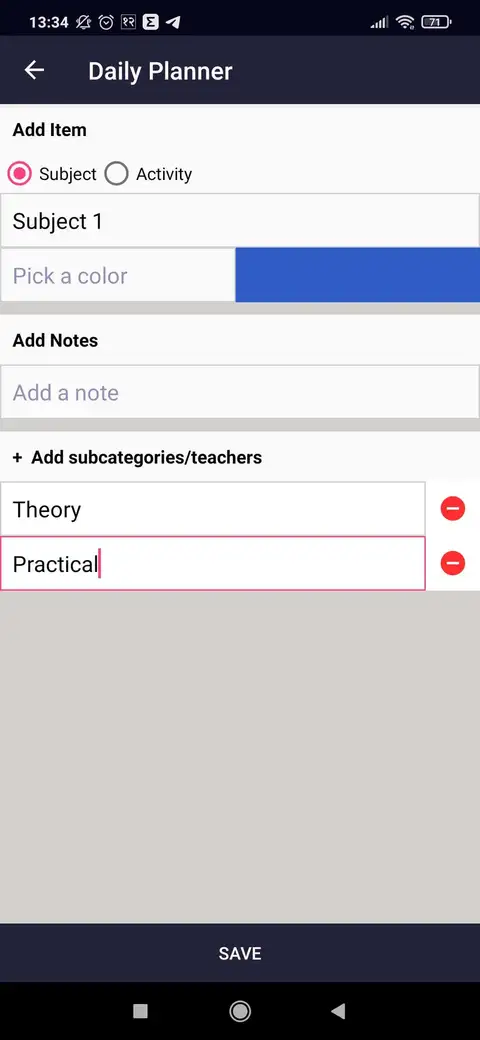 13:34 १२ Σ 71
Daily Planner
Add Item
Subject Activity
Subject 1
Pick a color
Add Notes
Add a note
+ Add subcategories/teachers
Theory
Practical
SAVE